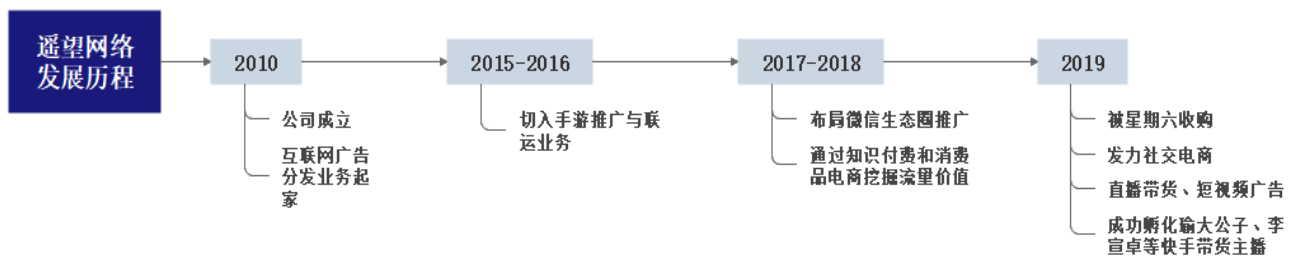 遥望网络
发展历程
2010
2015-2016
2017-2018
2019
公司成立
互联网广告
分发业务起
家
切入手游推广与联
运业务
布局微信生态圈推广
通过知识付费和消费
品电商挖掘流量价值
被星期六收购
发力社交电商
直播带货、短视频广告
成功孵化输大公子、李
宣卓等快手带货主播